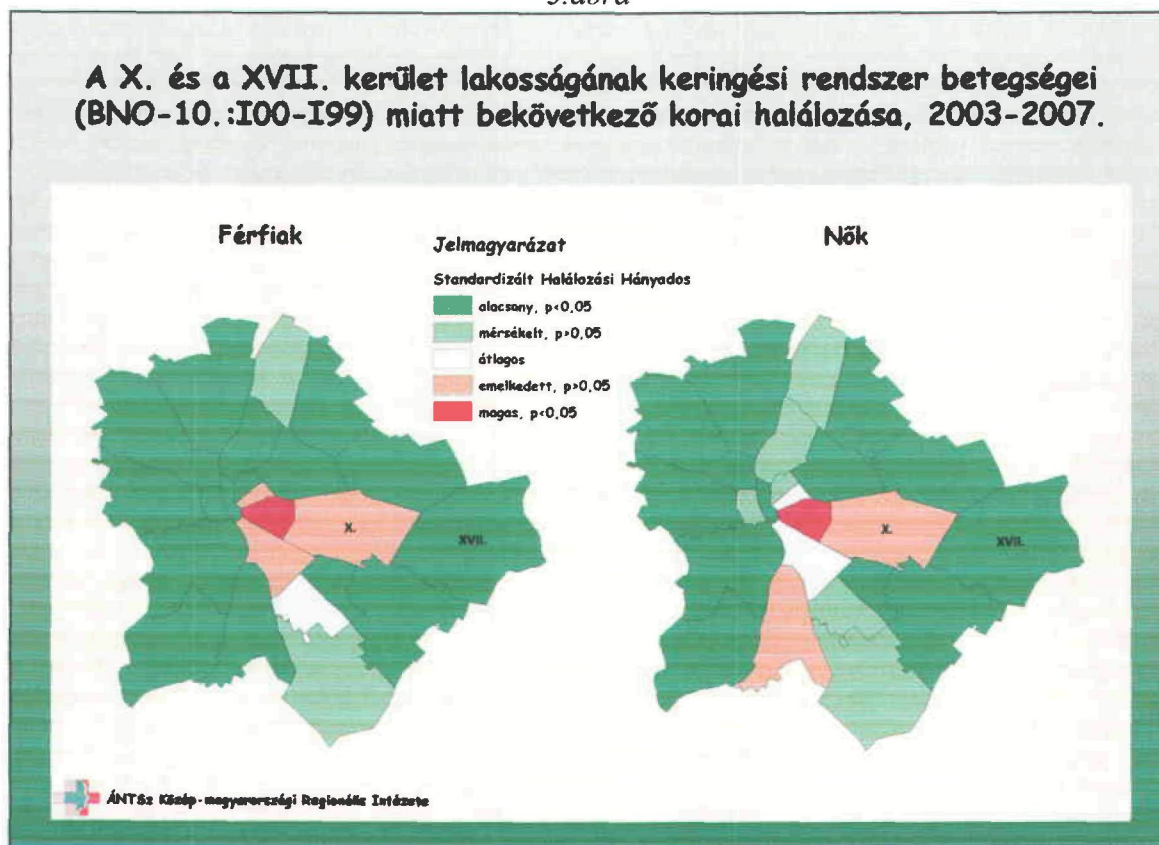 A X. és a XVII. kerület lakosságának keringési rendszer betegségei
(BNO-10.:I00-I99) miatt bekövetkező korai halálozása, 2003-2007.
Férfiak
Jelmagyarázat
Standardizált Halálozási Hányados
alacsony, p<0,05
mérsékelt, p>0,05
átlagos
emelkedett, p>0,05
magas, p<0,05
Nők
X.
XVII.
X.
XVII.
ÁNTSz Közép-magyarországi Regionális Intézete